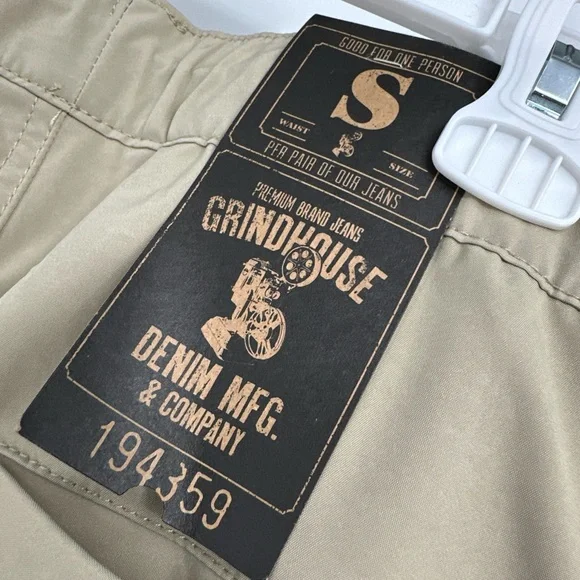 GOOD FOR ONE PERSON
S
WAIST SIZE
PER PAIR OF OUR JEANS
PREMIUM BRAND JEANS
GRINDHOUSE
DENIM MFG.
& COMPANY
194359